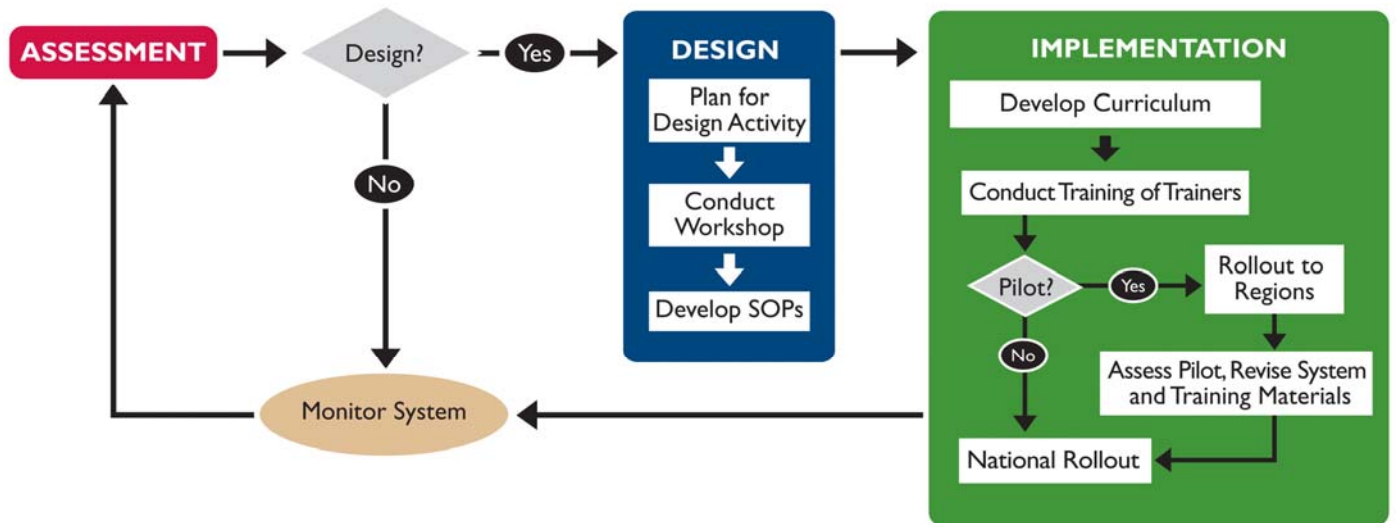 ASSESSMENT
Design?
Yes
No
Monitor System
DESIGN
Plan for
Design Activity
Conduct
Workshop
Develop SOPs
IMPLEMENTATION
Develop Curriculum
Conduct Training of Trainers
Pilot?
Yes
Rollout to
Regions
No
Assess Pilot, Revise System
and Training Materials
National Rollout